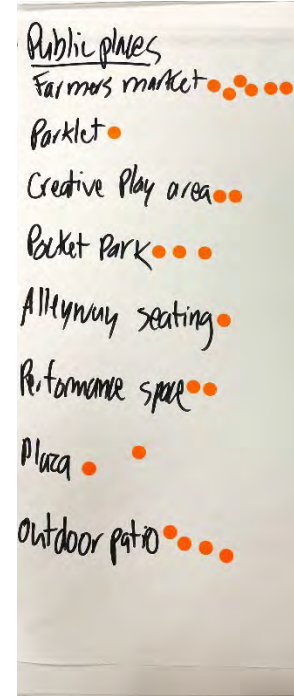 Public places
Farmers market
Parklet
Creative Play area
Pocket Park
Alleyway seating
Performance space
Plaza
outdoor patio